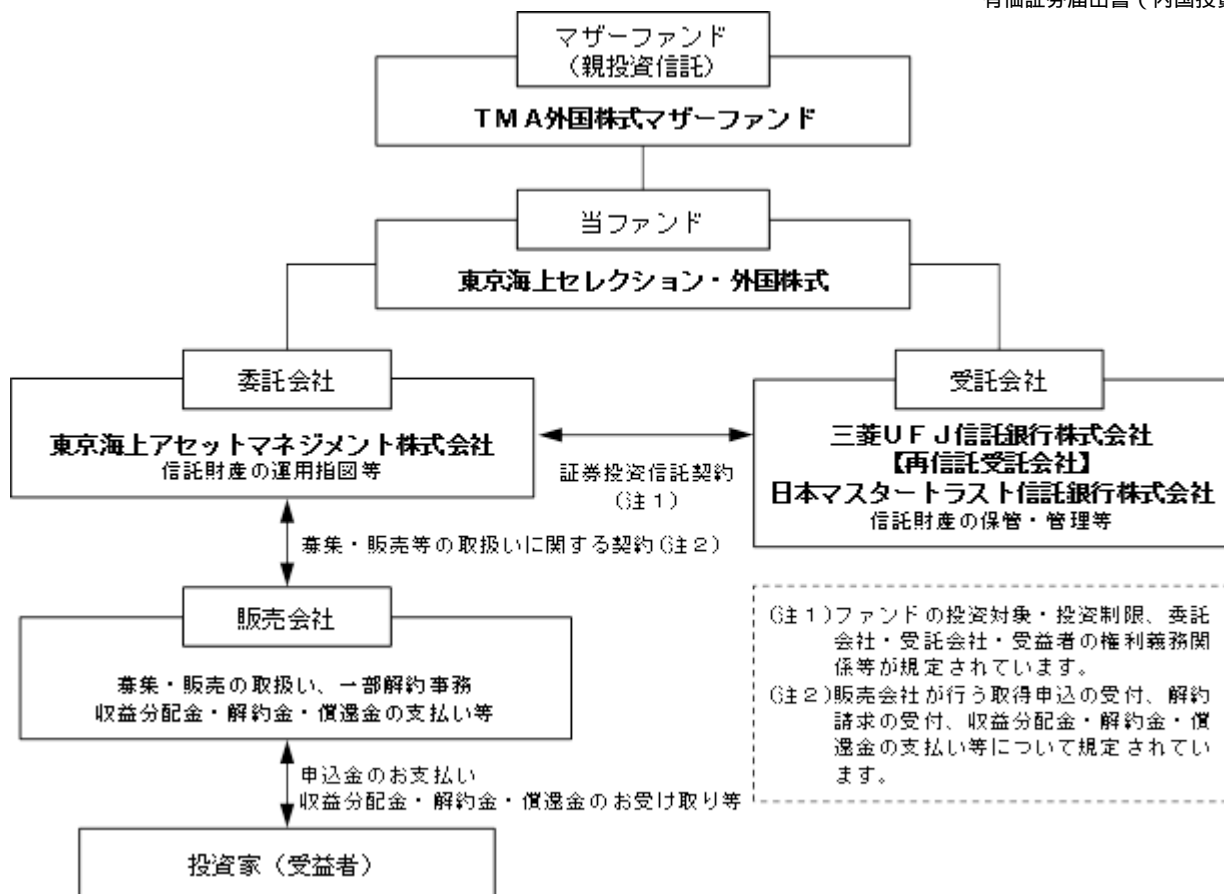 有価証券届出書（内国投資
マザーファンド
（親投資信託）
ＴＭＡ外国株式マザーファンド
当ファンド
東京海上セレクション・外国株式
委託会社
東京海上アセットマネジメント株式会社
信託財産の運用指図等
証券投資信託契約
（注１）
受託会社
三菱ＵＦＪ信託銀行株式会社
【再信託受託会社】
日本マスタートラスト信託銀行株式会社
信託財産の保管・管理等
募集・販売等の取扱いに関する契約（注２）
販売会社
募集・販売の取扱い、一部解約事務
収益分配金・解約金・償還金の支払い等
申込金のお支払い
収益分配金・解約金・償還金のお受け取り等
投資家（受益者）
（注１）ファンドの投資対象・投資制限、委託
会社・受託会社・受益者の権利義務関
係等が規定されています。
（注２）販売会社が行う取得申込の受付、解約
請求の受付、収益分配金・解約金・償
還金の支払い等について規定されてい
ます。